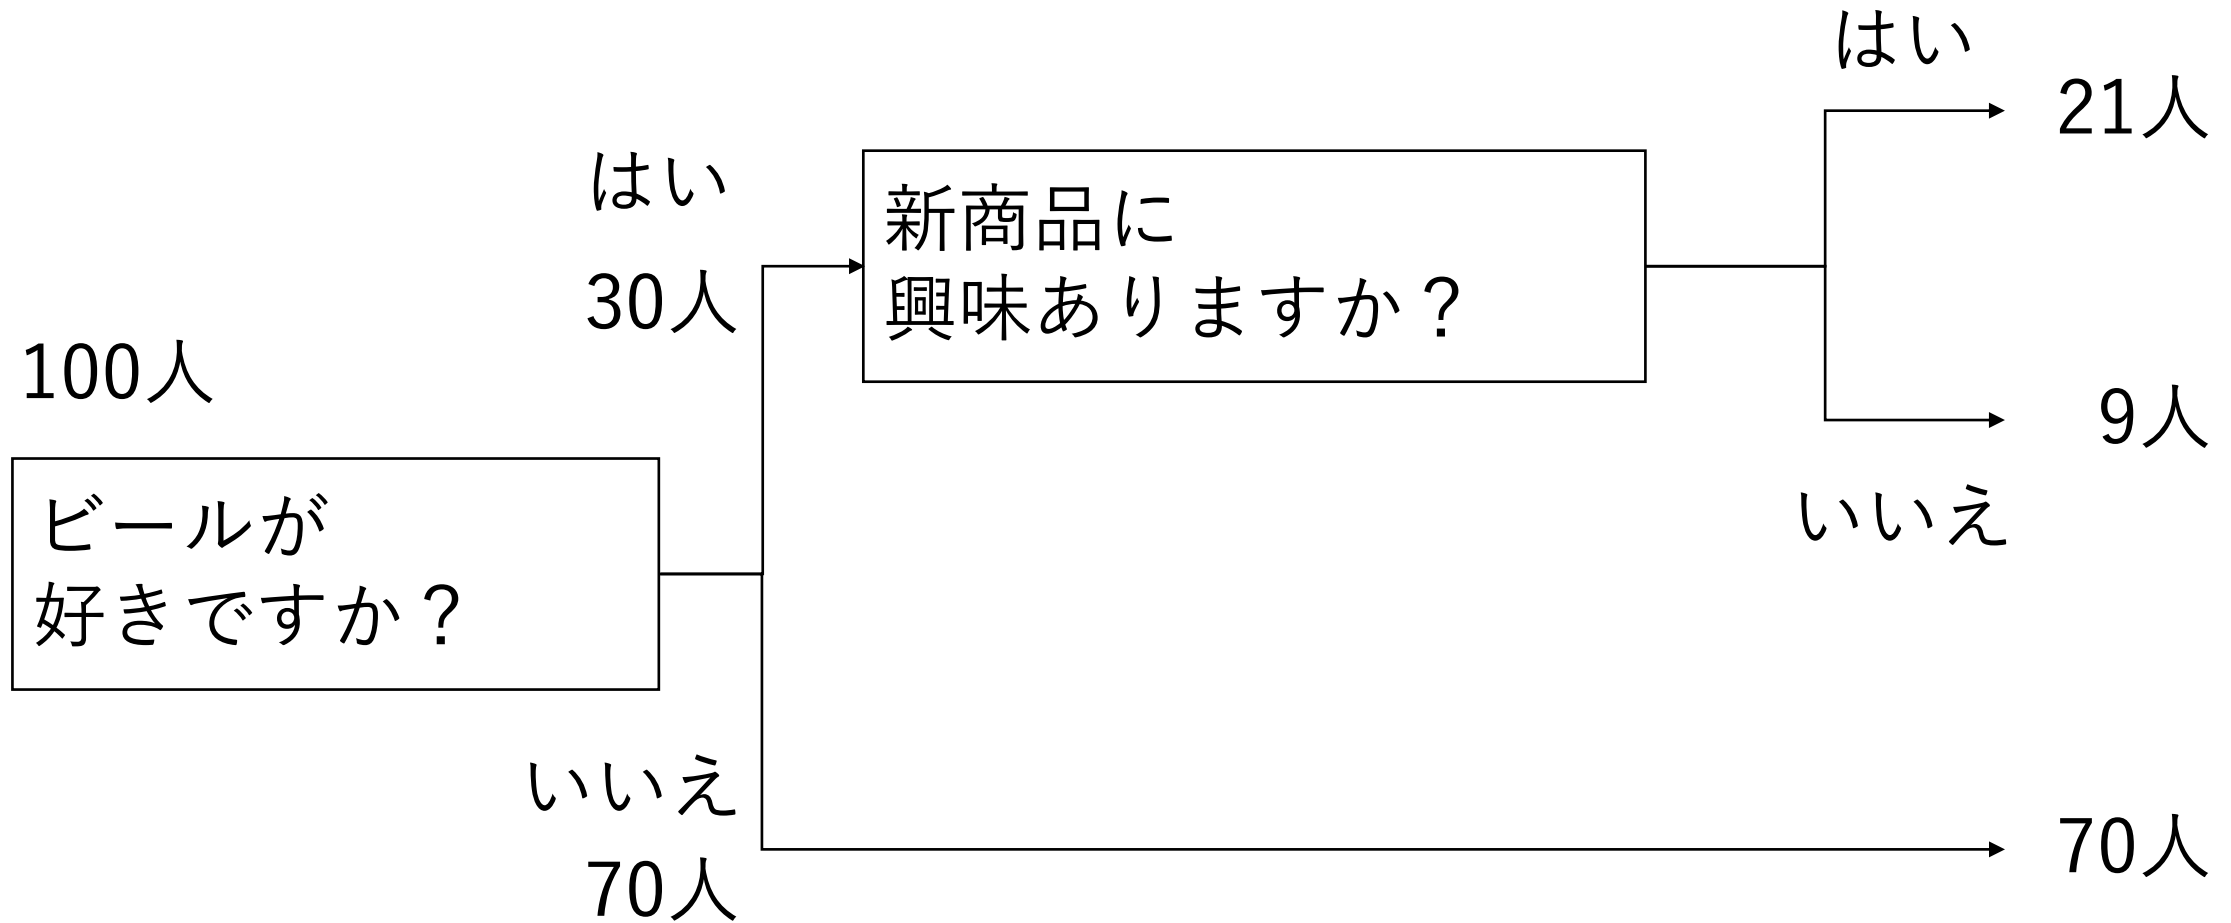 100人
ビールが
好きですか？
はい
30人
いいえ
70人
新商品に
興味ありますか？
はい
21人
9人
いいえ
70人